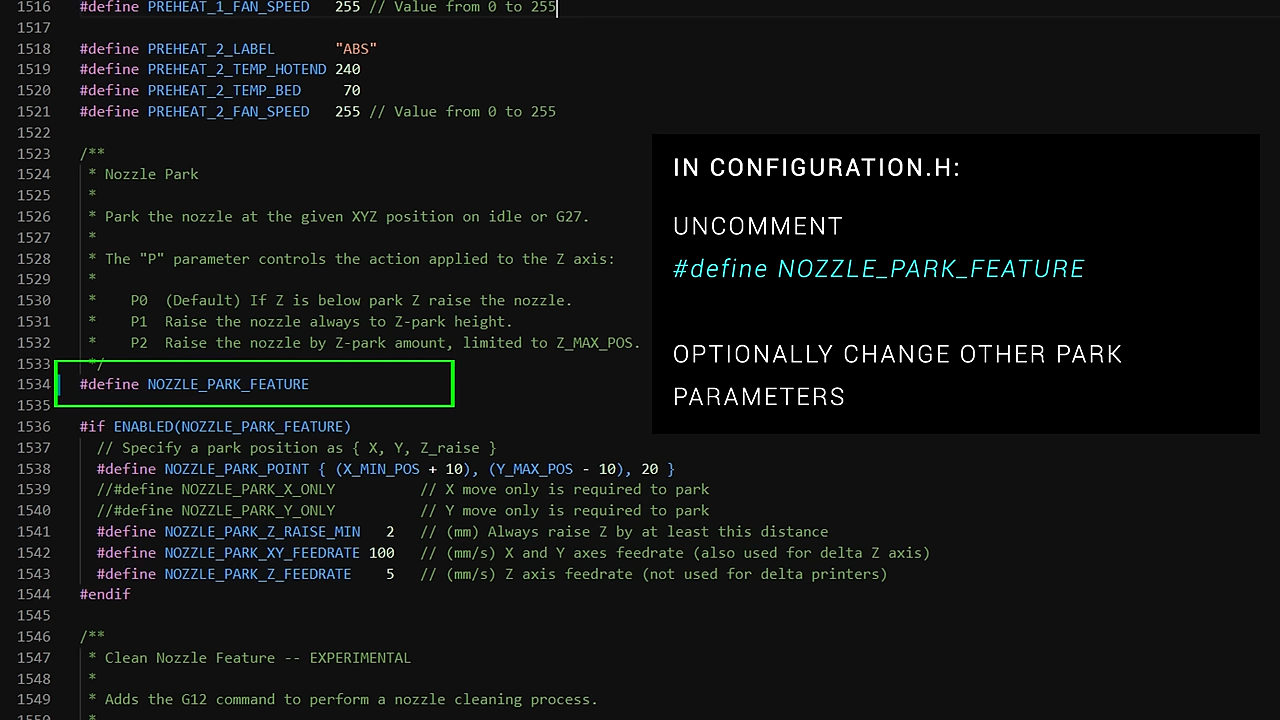 1516 #define PREHEAT_1_FAN_SPEED   255 // Value from 0 to 255
1517
1518 #define PREHEAT_2_LABEL       "ABS"
1519 #define PREHEAT_2_TEMP_HOTEND 240
1520 #define PREHEAT_2_TEMP_BED     70
1521 #define PREHEAT_2_FAN_SPEED   255 // Value from 0 to 255
1522
1523 /**
1524  * Nozzle Park
1525  *
1526  * Park the nozzle at the given XYZ position on idle or G27.
1527  *
1528  * The "P" parameter controls the action applied to the Z axis:
1529  *
1530  *    P0  (Default) If Z is below park Z raise the nozzle.
1531  *    P1  Raise the nozzle always to Z-park height.
1532  *    P2  Raise the nozzle by Z-park amount, limited to Z_MAX_POS.
1533  */
1534 #define NOZZLE_PARK_FEATURE
1535
1536 #if ENABLED(NOZZLE_PARK_FEATURE)
1537   // Specify a park position as { X, Y, Z_raise }
1538   #define NOZZLE_PARK_POINT { (X_MIN_POS + 10), (Y_MAX_POS - 10), 20 }
1539   //#define NOZZLE_PARK_X_ONLY          // X move only is required to park
1540   //#define NOZZLE_PARK_Y_ONLY          // Y move only is required to park
1541   #define NOZZLE_PARK_Z_RAISE_MIN   2   // (mm) Always raise Z by at least this distance
1542   #define NOZZLE_PARK_XY_FEEDRATE 100   // (mm/s) X and Y axes feedrate (also used for delta Z axis)
1543   #define NOZZLE_PARK_Z_FEEDRATE    5   // (mm/s) Z axis feedrate (not used for delta printers)
1544 #endif
1545
1546 /**
1547  * Clean Nozzle Feature -- EXPERIMENTAL
1548  *
1549  * Adds the G12 command to perform a nozzle cleaning process.
1550  *
IN CONFIGURATION.H:
UNCOMMENT
#define NOZZLE_PARK_FEATURE
OPTIONALLY CHANGE OTHER PARK
PARAMETERS